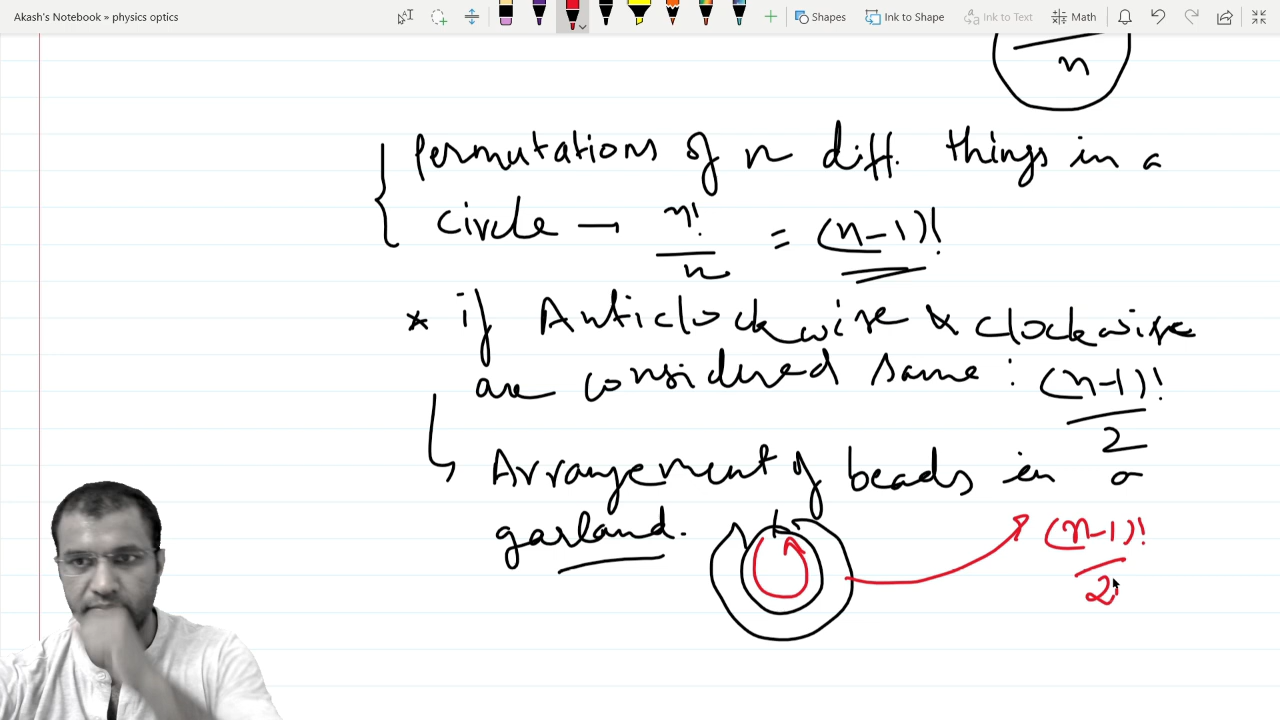 Akash's Notebook » physics optics
Shapes
Ink to Shape
Ink to Text
Math
n
Permutations of n diff. things in a
circle → n!/n = (n-1)!
* if Anticlockwise & clockwise
are considered same : (n-1)!/2
↳ Arrangement of beads in a
garland.
(n-1)!/2